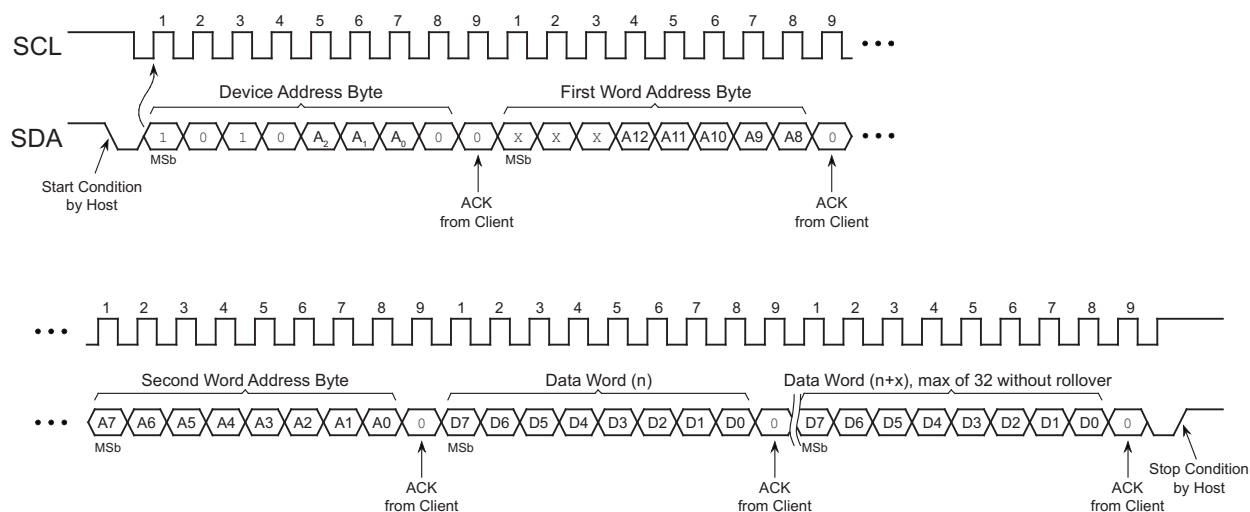 1 2 3 4 5 6 7 8 9 1 2 3 4 5 6 7 8 9
SCL
Device Address Byte First Word Address Byte
SDA 1 0 1 0 A2 A1 A0 0 0 X X X A12 A11 A10 A9 A8 0
MSb MSb
Start Condition
by Host
ACK
from Client
ACK
from Client
1 2 3 4 5 6 7 8 9 1 2 3 4 5 6 7 8 9 1 2 3 4 5 6 7 8 9
Second Word Address Byte Data Word (n) Data Word (n+x), max of 32 without rollover
A7 A6 A5 A4 A3 A2 A1 A0 0 D7 D6 D5 D4 D3 D2 D1 D0 0 D7 D6 D5 D4 D3 D2 D1 D0 0
MSb MSb MSb
ACK
from Client
ACK
from Client
ACK
from Client
Stop Condition
by Host